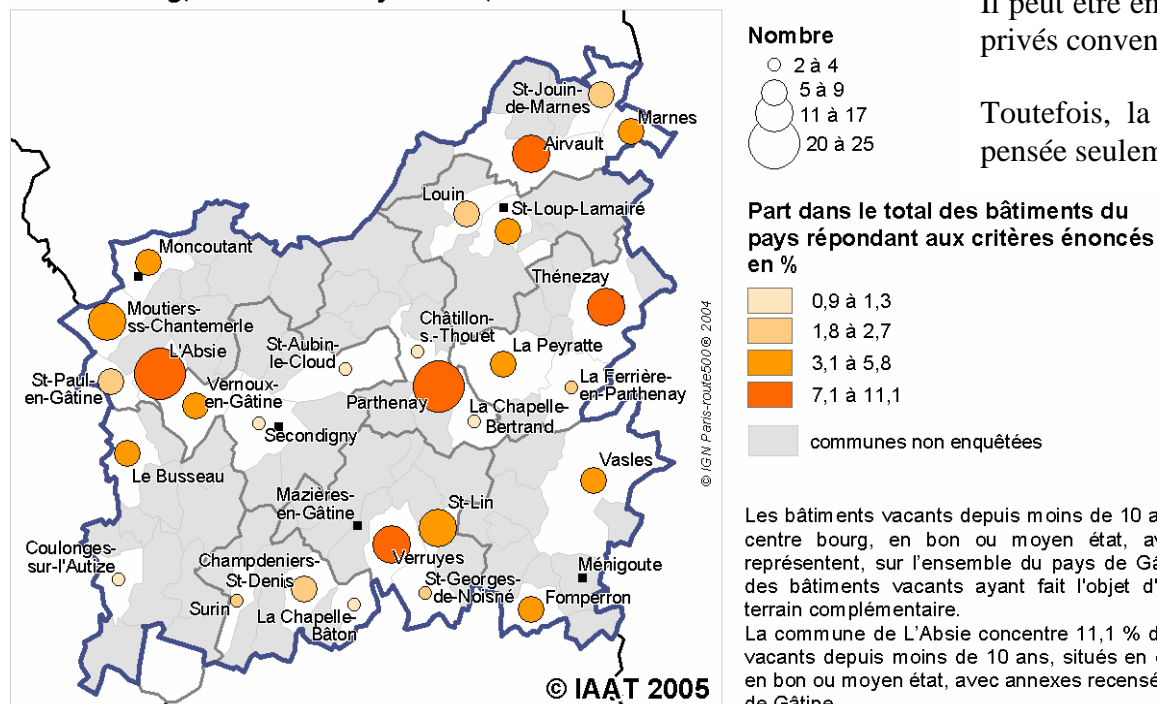 Il peut être en
privés conven
Toutefois, la
pensée seulem
Nombre
2 à 4
5 à 9
11 à 17
20 à 25
Part dans le total des bâtiments du
pays répondant aux critères énoncés
en %
0,9 à 1,3
1,8 à 2,7
3,1 à 5,8
7,1 à 11,1
communes non enquêtées
St-Jouin-
de-Marnes
Marnes
Airvault
Louin
St-Loup-Lamairé
Moncoutant
Thénezay
Moutiers-
ss-Chantemerle
Châtillon-
s.-Thouet
St-Aubin-
le-Cloud
La Peyratte
L'Absie
St-Paul-
en-Gâtine
Vernoux-
en-Gâtine
La Ferrière-
en-Parthenay
Parthenay
La Chapelle-
Bertrand
Secondigny
Le Busseau
Vasles
Mazières-
en-Gâtine
St-Lin
Coulonges-
sur-l'Autize
Champdeniers-
St-Denis
Verruyes
Ménigoute
St-Georges-
de-Noisné
Surin
La Chapelle-
Bâton
Fomperron
© IGN Paris-route500® 2004
© IAAT 2005
Les bâtiments vacants depuis moins de 10 a
centre bourg, en bon ou moyen état, av
représentent, sur l'ensemble du pays de Gâ
des bâtiments vacants ayant fait l'objet d'
terrain complémentaire.
La commune de L'Absie concentre 11,1 % d
vacants depuis moins de 10 ans, situés en
en bon ou moyen état, avec annexes recensé
de Gâtine